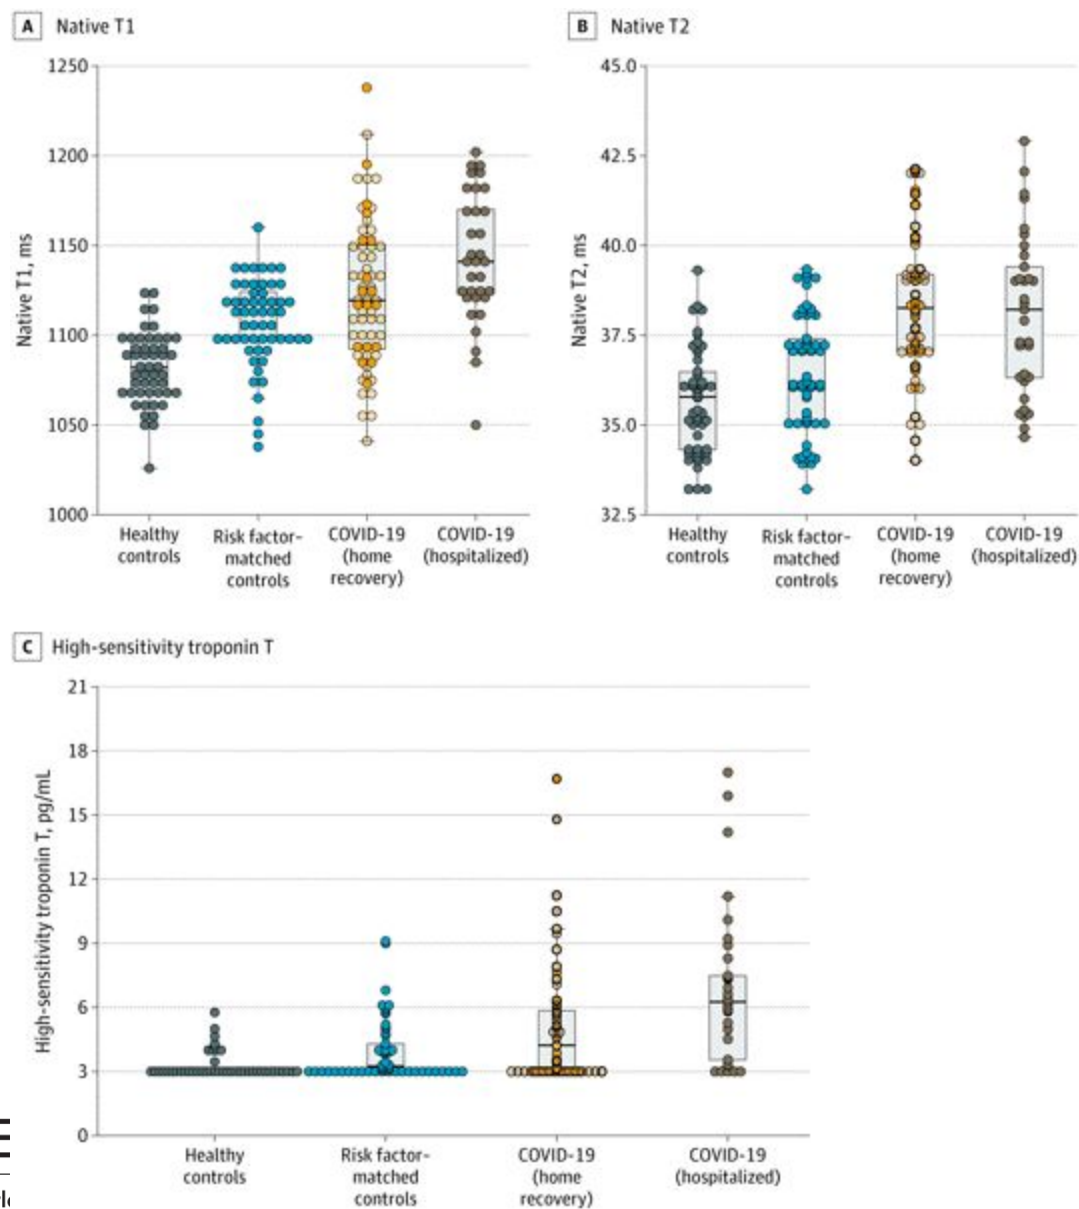 A Native T1
1250
1200
1150
1100
1050
1000
Native T1, ms
Healthy
controls
Risk factor-
matched
controls
COVID-19
(home
recovery)
COVID-19
(hospitalized)
B Native T2
45.0
42.5
40.0
37.5
35.0
32.5
Native T2, ms
Healthy
controls
Risk factor-
matched
controls
COVID-19
(home
recovery)
COVID-19
(hospitalized)
C High-sensitivity troponin T
21
18
15
12
9
6
3
0
High-sensitivity troponin T, pg/mL
Healthy
controls
Risk factor-
matched
controls
COVID-19
(home
recovery)
COVID-19
(hospitalized)